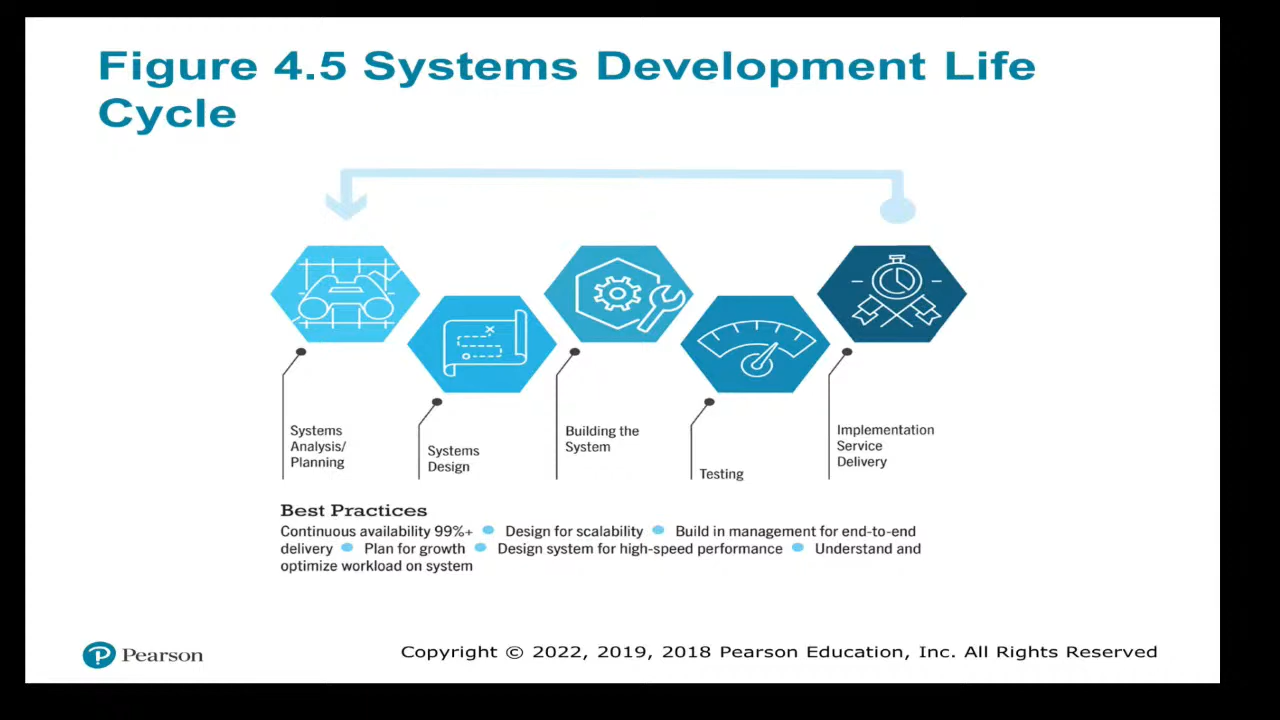 Figure 4.5 Systems Development Life
Cycle
Systems
Analysis/
Planning
Systems
Design
Building the
System
Testing
Implementation
Service
Delivery
Best Practices
Continuous availability 99%+ ● Design for scalability ● Build in management for end-to-end
delivery ● Plan for growth ● Design system for high-speed performance ● Understand and
optimize workload on system
P Pearson
Copyright © 2022, 2019, 2018 Pearson Education, Inc. All Rights Reserved